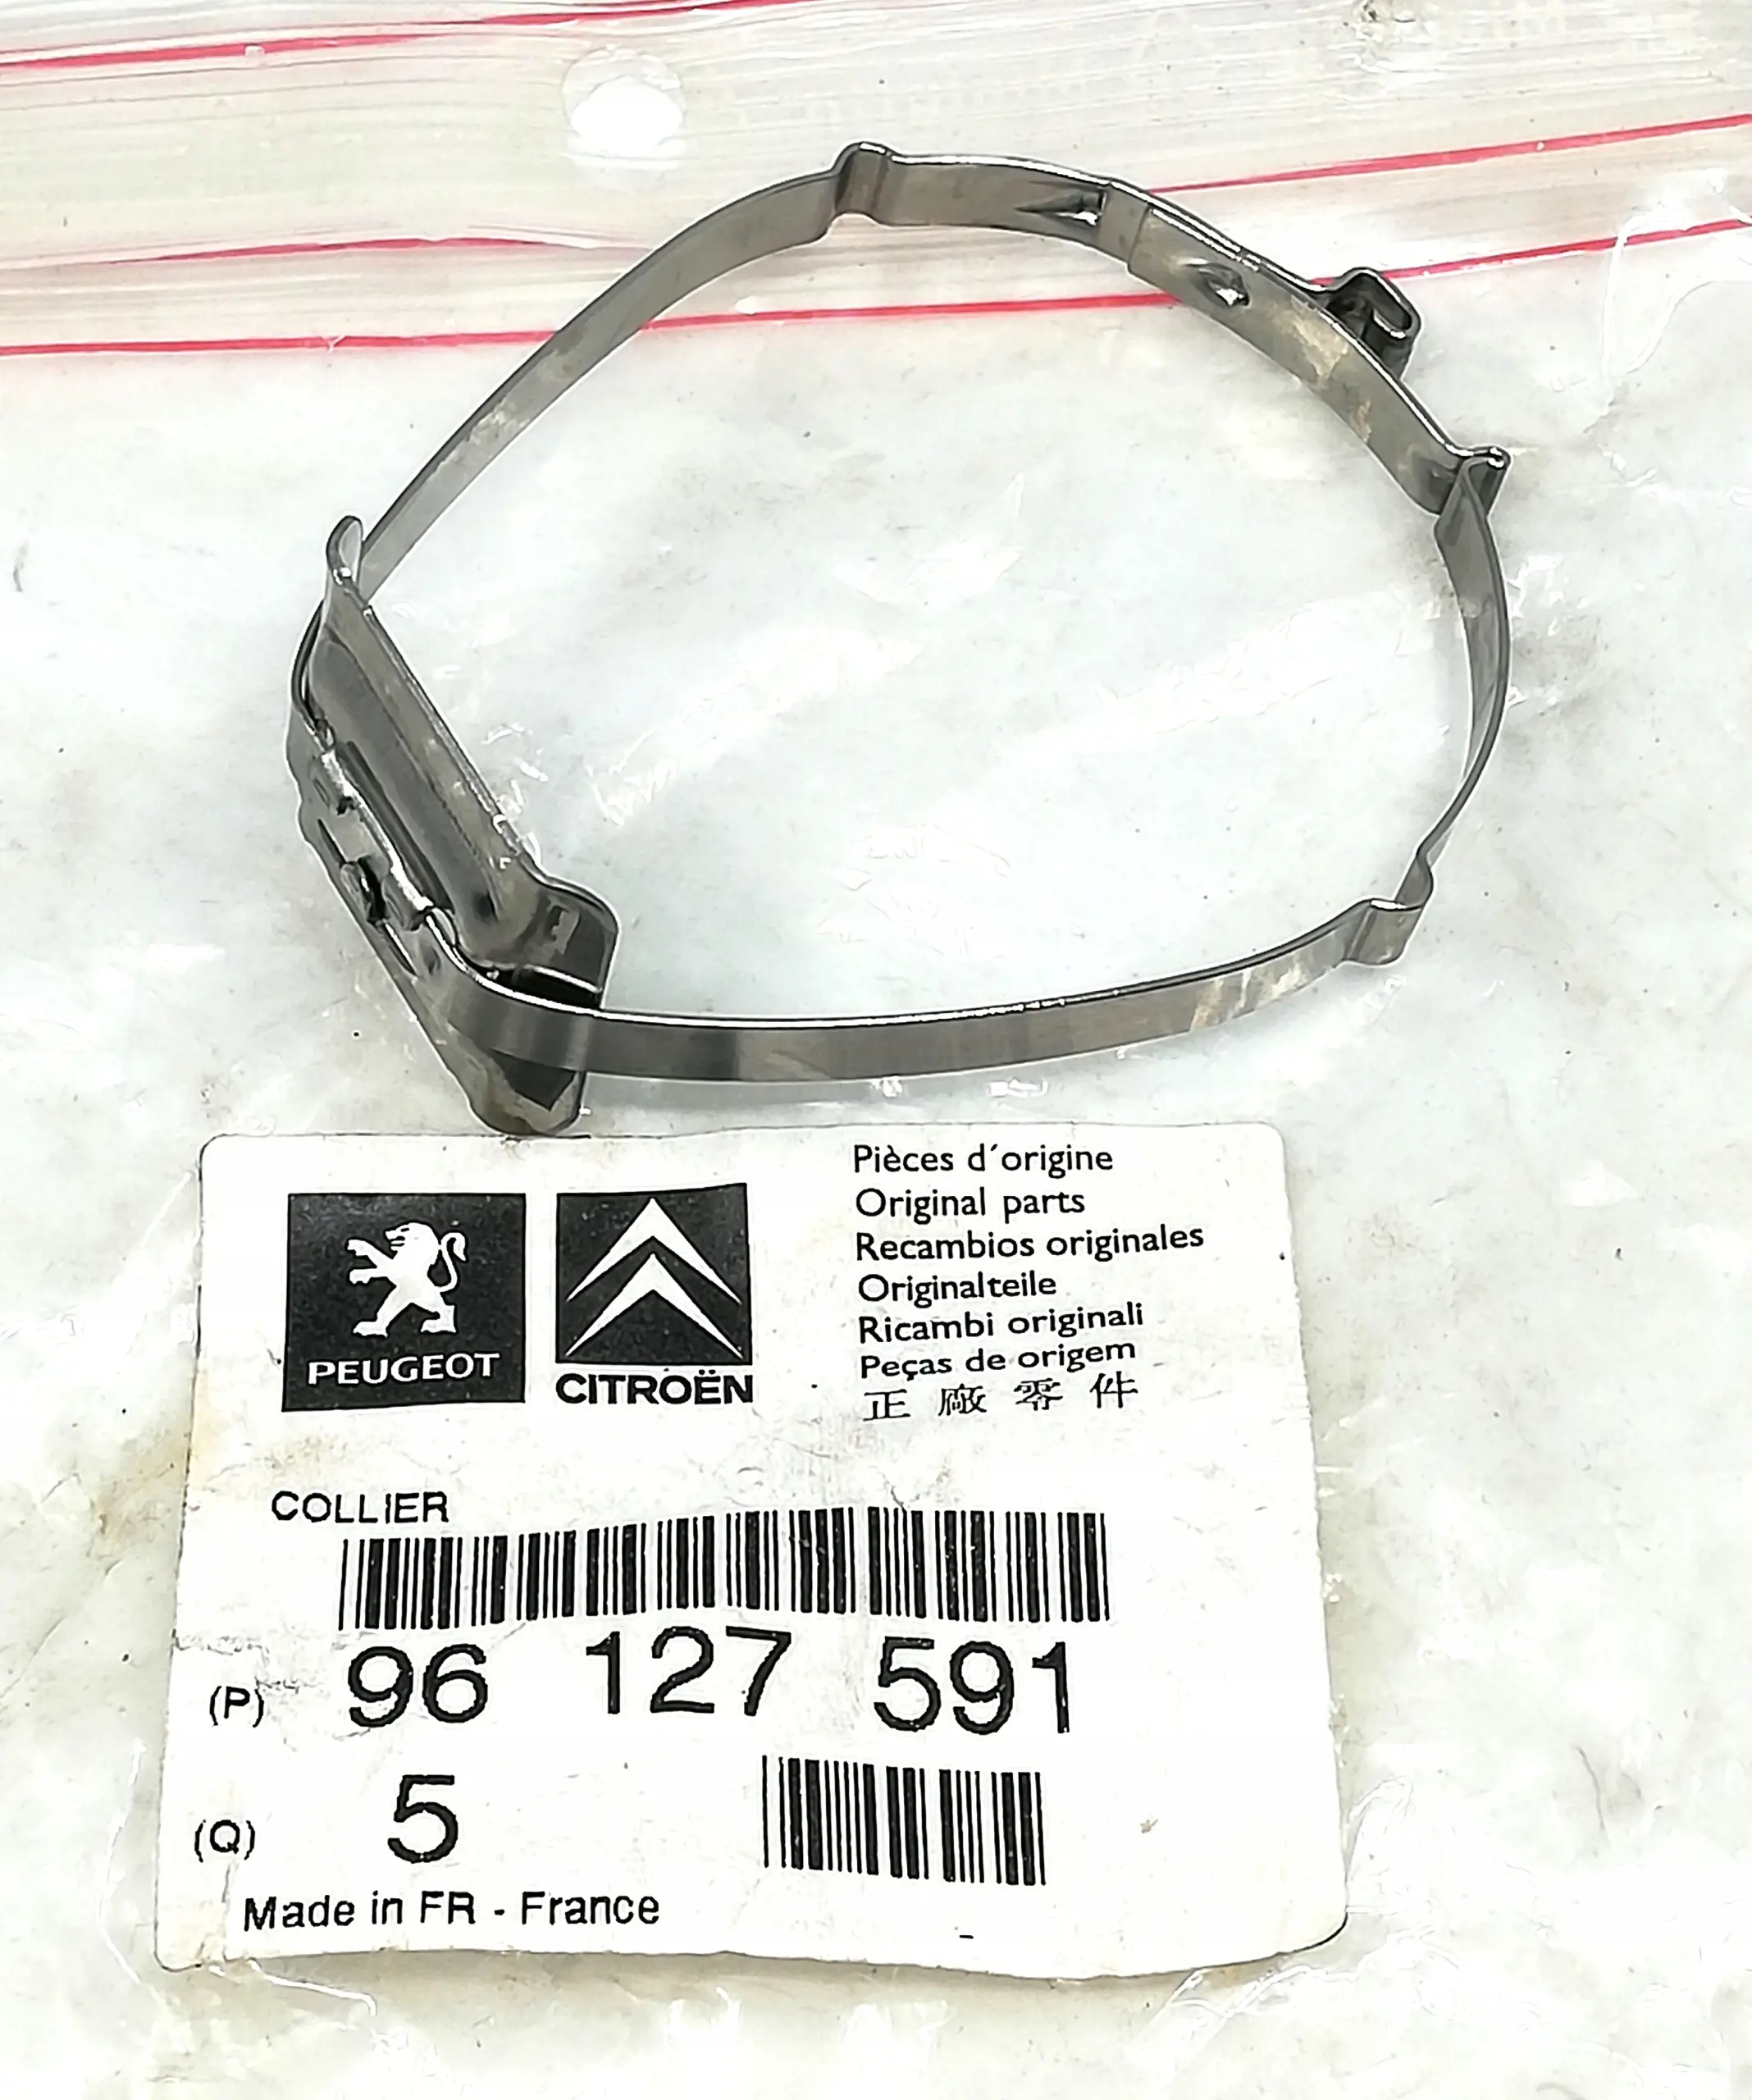 PEUGEOT
CITROËN
Pièces d´origine
Original parts
Recambios originales
Originalteile
Ricambi originali
Peças de origem
正 廠 零 件
COLLIER
(P) 96 127 591
(Q) 5
Made in FR - France